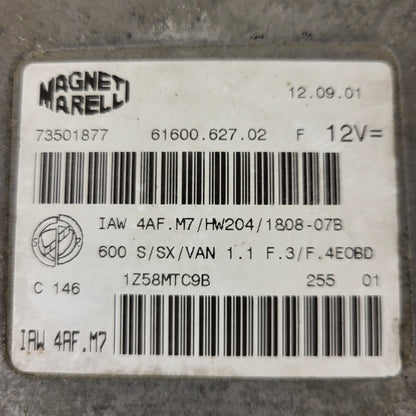 MAGNETI
MARELLI
12.09.01
73501877 61600.627.02 F 12V=
IAW 4AF.M7/HW204/1808-07B
600 S/SX/VAN 1.1 F.3/F.4EOBD
C 146 1Z58MTC9B 255 01
IAW 4AF.M7